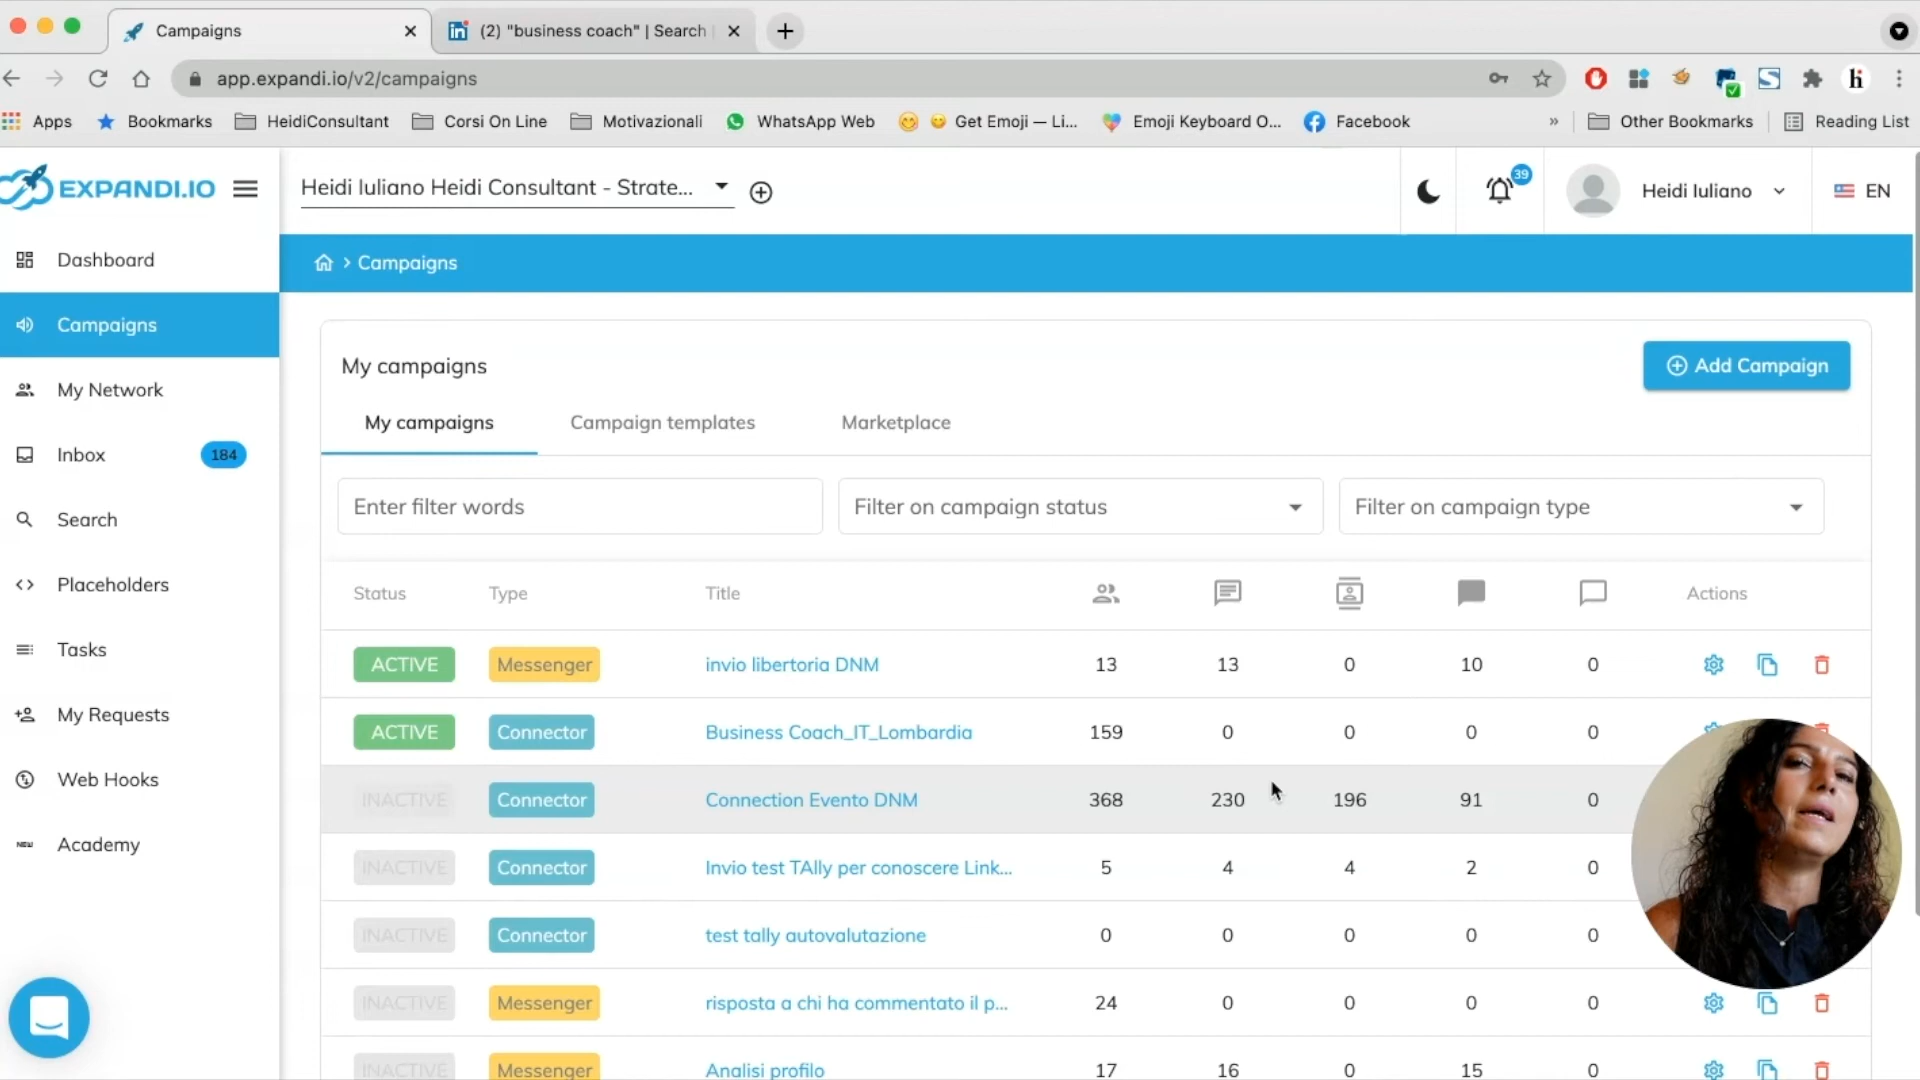 Campaigns
(2) "business coach" | Search
app.expandi.io/v2/campaigns
Apps
Bookmarks
HeidiConsultant
Corsi On Line
Motivazionali
WhatsApp Web
Get Emoji — Li...
Emoji Keyboard O...
Facebook
»
Other Bookmarks
Reading List
EXPANDI.IO
Heidi Iuliano Heidi Consultant - Strate...
39
Heidi Iuliano
EN
Dashboard
Campaigns
My Network
Inbox 184
Search
Placeholders
Tasks
My Requests
Web Hooks
NEW Academy
> Campaigns
My campaigns
Add Campaign
My campaigns Campaign templates Marketplace
Enter filter words Filter on campaign status Filter on campaign type
Status Type Title Actions
ACTIVE Messenger invio libertoria DNM 13 13 0 10 0
ACTIVE Connector Business Coach_IT_Lombardia 159 0 0 0 0
INACTIVE Connector Connection Evento DNM 368 230 196 91 0
INACTIVE Connector Invio test TAlly per conoscere Link... 5 4 4 2 0
INACTIVE Connector test tally autovalutazione 0 0 0 0 0
INACTIVE Messenger risposta a chi ha commentato il p... 24 0 0 0 0
INACTIVE Messenger Analisi profilo 17 16 0 15 0